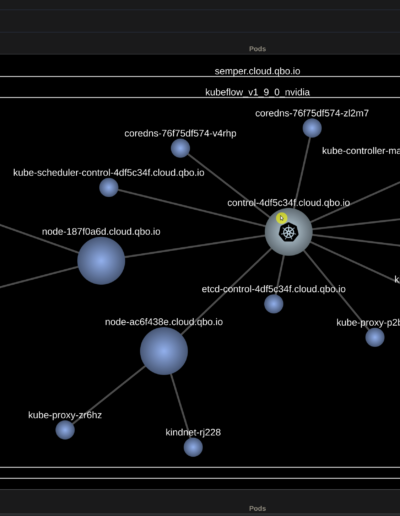 Pods
semper.cloud.qbo.io
kubeflow_v1_9_0_nvidia
coredns-76f75df574-zl2m7
coredns-76f75df574-v4rhp
kube-controller-ma
kube-scheduler-control-4df5c34f.cloud.qbo.io
control-4df5c34f.cloud.qbo.io
node-187f0a6d.cloud.qbo.io
k
etcd-control-4df5c34f.cloud.qbo.io
node-ac6f438e.cloud.qbo.io
kube-proxy-p2b
kube-proxy-zr6hz
kindnet-rj228
Pods